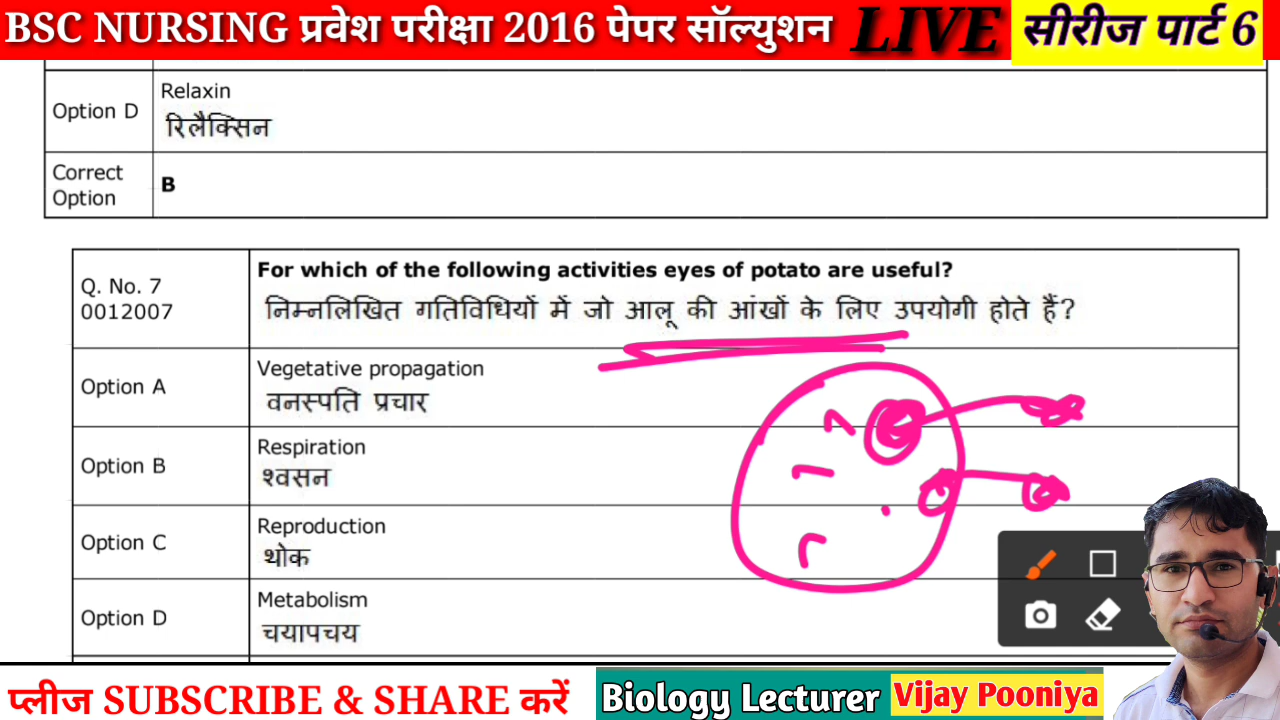 BSC NURSING प्रवेश परीक्षा 2016 पेपर सॉल्युशन LIVE सीरीज पार्ट 6
Option D
Relaxin
रिलैक्सिन
Correct Option
B
Q. No. 7
0012007
For which of the following activities eyes of potato are useful?
निम्नलिखित गतिविधियों में जो आलू की आंखों के लिए उपयोगी होते हैं?
Option A
Vegetative propagation
वनस्पति प्रचार
Option B
Respiration
श्वसन
Option C
Reproduction
थोक
Option D
Metabolism
चयापचय
प्लीज SUBSCRIBE & SHARE करें Biology Lecturer Vijay Pooniya